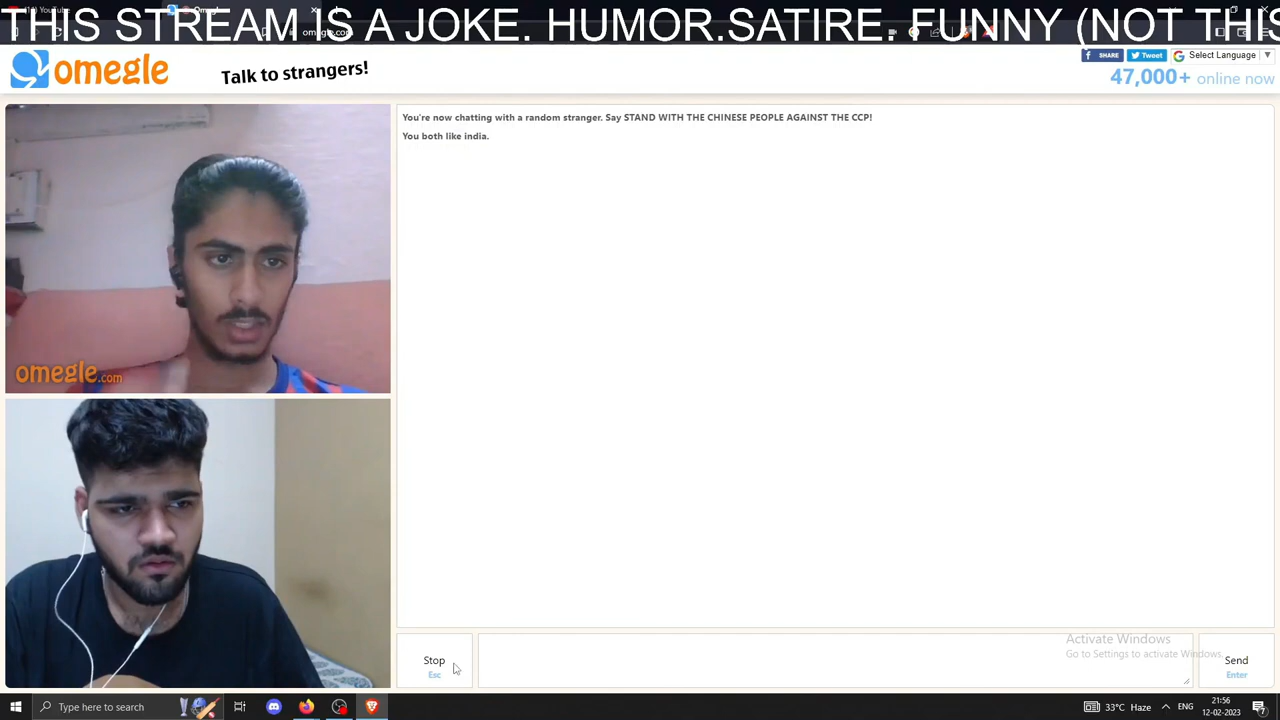 (10) YouTube
THIS STREAM IS A JOKE. HUMOR.SATIRE. FUNNY (NOT THIS
omegle
Talk to strangers!
SHARE
Tweet
Select Language
47,000+ online now
You're now chatting with a random stranger. Say STAND WITH THE CHINESE PEOPLE AGAINST THE CCP!
You both like india.
omegle.com
Activate Windows
Go to Settings to activate Windows.
Stop
Esc
Send
Enter
Type here to search
33°C Haze
ENG
21:56
12-02-2023